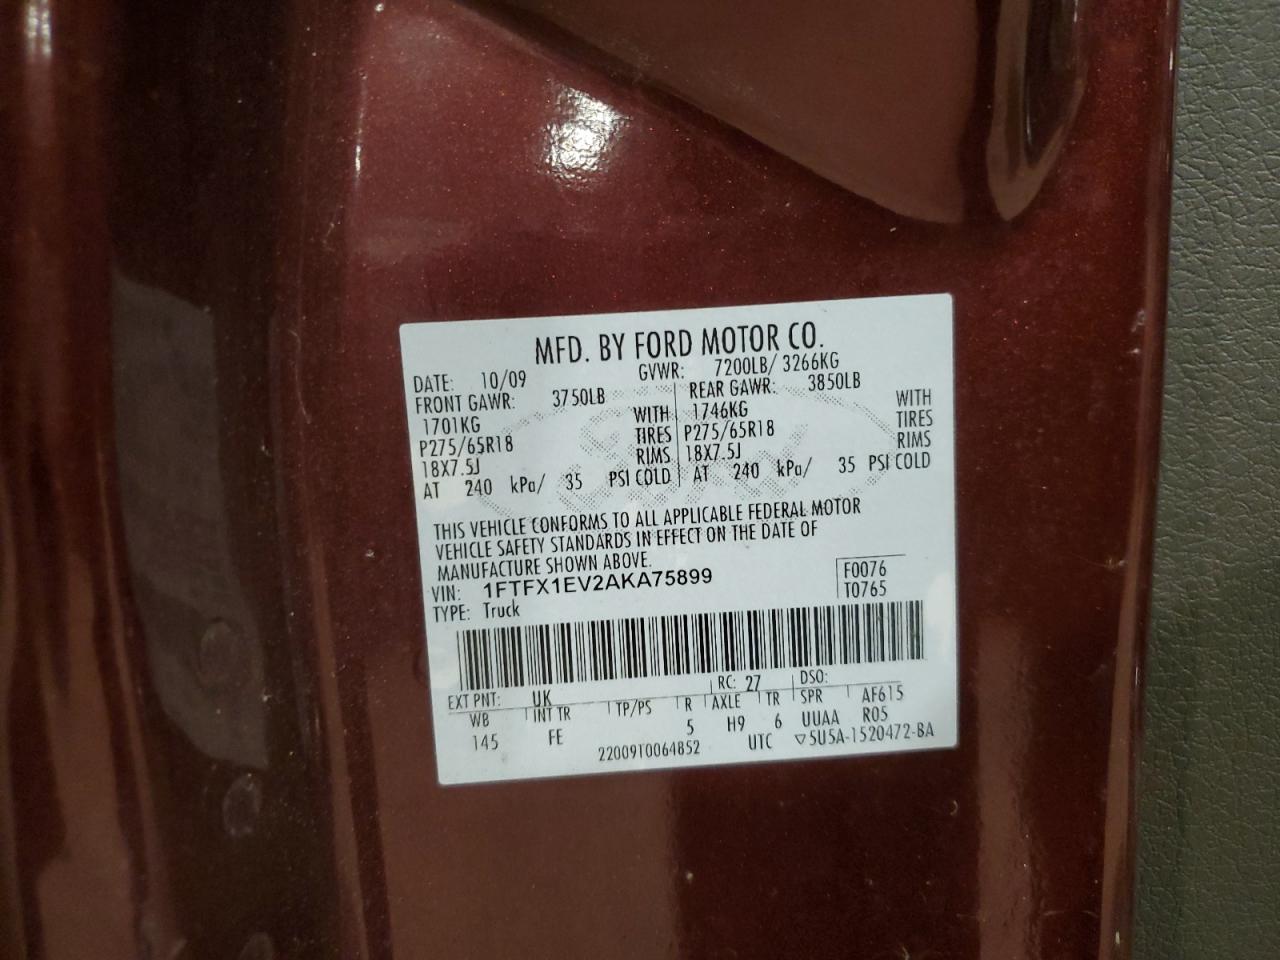 MFD. BY FORD MOTOR CO.
DATE: 10/09 GVWR: 7200LB/ 3266KG
FRONT GAWR: 3750LB REAR GAWR: 3850LB
1701KG WITH 1746KG WITH
P275/65R18 TIRES P275/65R18 TIRES
18X7.5J RIMS 18X7.5J RIMS
AT 240 kPa/ 35 PSI COLD AT 240 kPa/ 35 PSI COLD
THIS VEHICLE CONFORMS TO ALL APPLICABLE FEDERAL MOTOR
VEHICLE SAFETY STANDARDS IN EFFECT ON THE DATE OF
MANUFACTURE SHOWN ABOVE.
VIN: 1FTFX1EV2AKA75899 F0076
TYPE: Truck T0765
EXT PNT: UK RC: 27 DSO:
WB INT TR TP/PS R AXLE TR SPR AF615
145 FE 5 H9 6 UUAA R05
22009T0064852 UTC ▽5U5A-1520472-BA